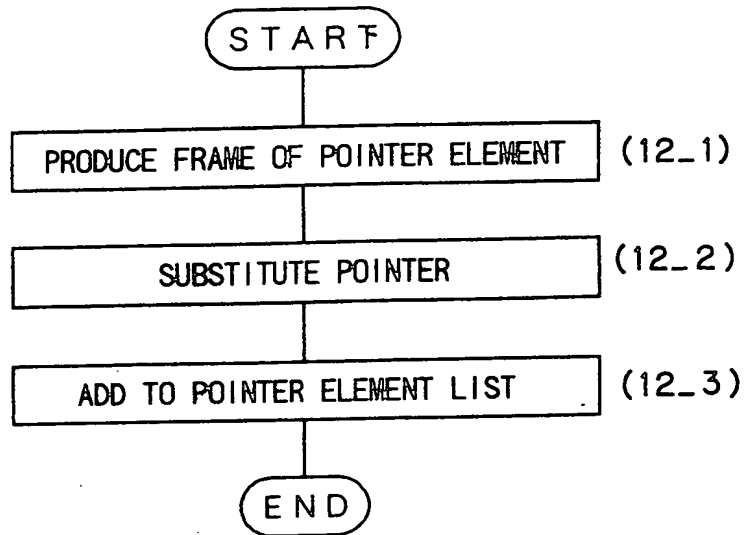 START
PRODUCE FRAME OF POINTER ELEMENT (12_1)
SUBSTITUTE POINTER (12_2)
ADD TO POINTER ELEMENT LIST (12_3)
END